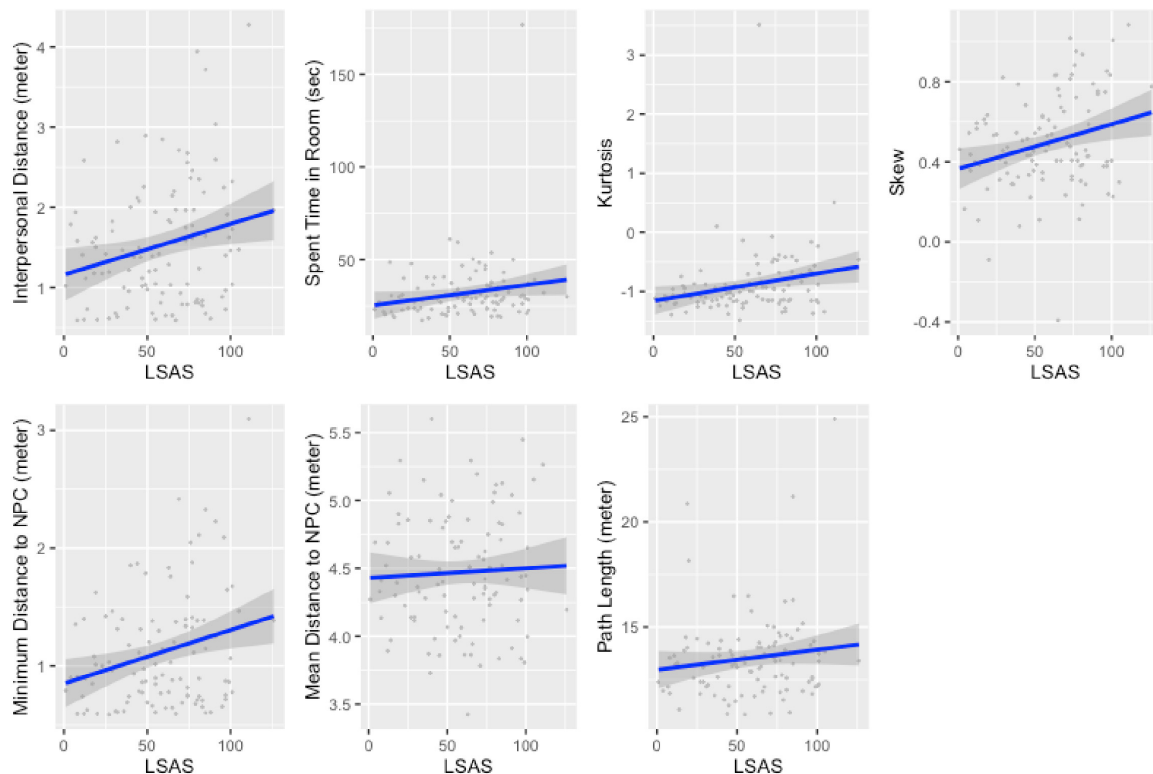 Interpersonal Distance (meter)
4
3
2
1
0 50 100
LSAS
Spent Time in Room (sec)
150
100
50
0 50 100
LSAS
Kurtosis
3
2
1
0
-1
0 50 100
LSAS
Skew
0.8
0.4
0.0
-0.4
0 50 100
LSAS
Minimum Distance to NPC (meter)
3
2
1
0 50 100
LSAS
Mean Distance to NPC (meter)
5.5
5.0
4.5
4.0
3.5
0 50 100
LSAS
Path Length (meter)
25
20
15
0 50 100
LSAS